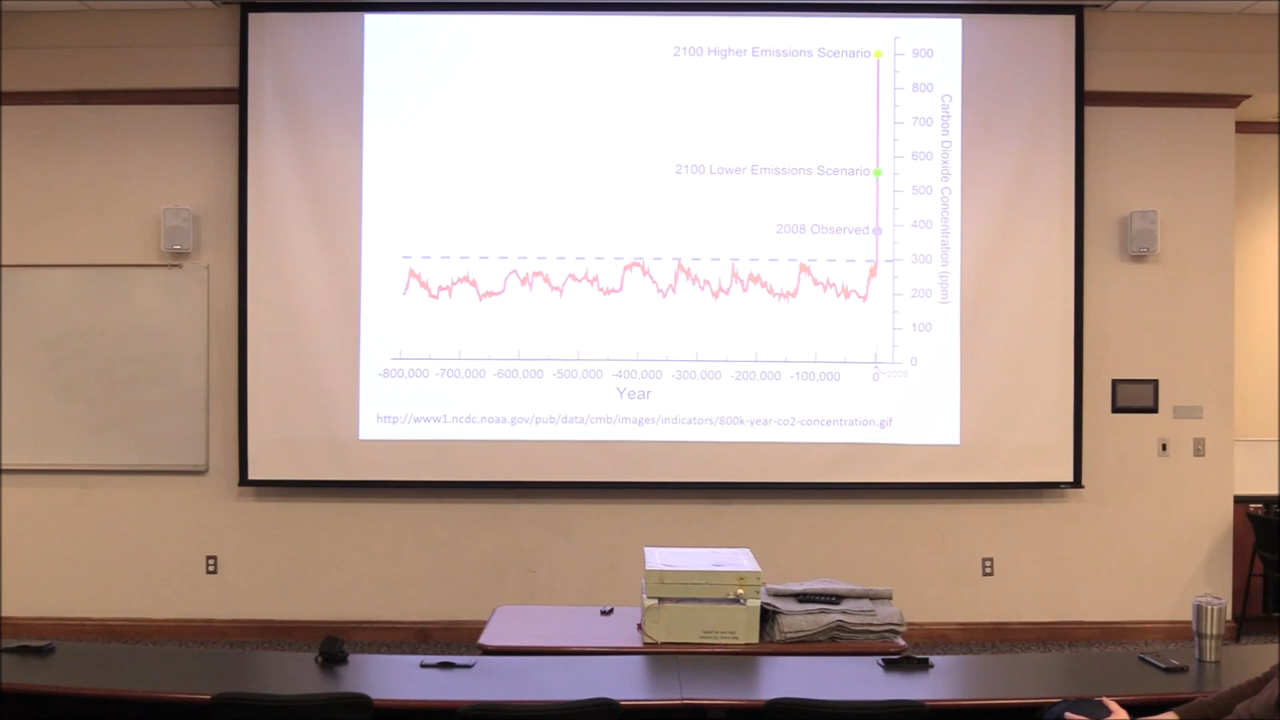 2100 Higher Emissions Scenario
2100 Lower Emissions Scenario
2008 Observed
900
800
700
600
500
400
300
200
100
0
Carbon Dioxide Concentration (ppm)
-800,000 -700,000 -600,000 -500,000 -400,000 -300,000 -200,000 -100,000 0
Year
http://www1.ncdc.noaa.gov/pub/data/cmb/images/indicators/800k-year-co2-concentration.gif